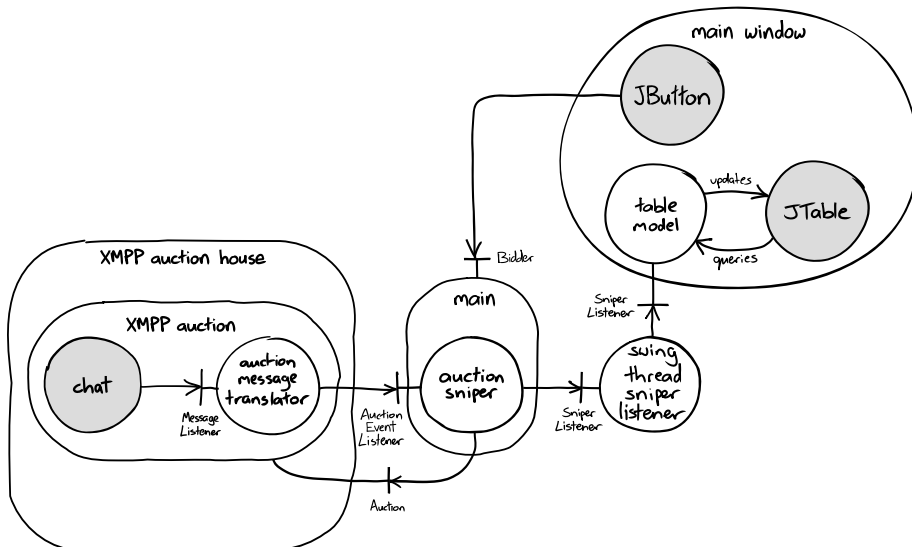 main window
JButton
updates
table
model
JTable
queries
Bidder
XMPP auction house
main
Sniper
Listener
XMPP auction
swing
thread
sniper
listener
chat
auction
message
translator
auction
sniper
Message
Listener
Auction
Event
Listener
Sniper
Listener
Auction